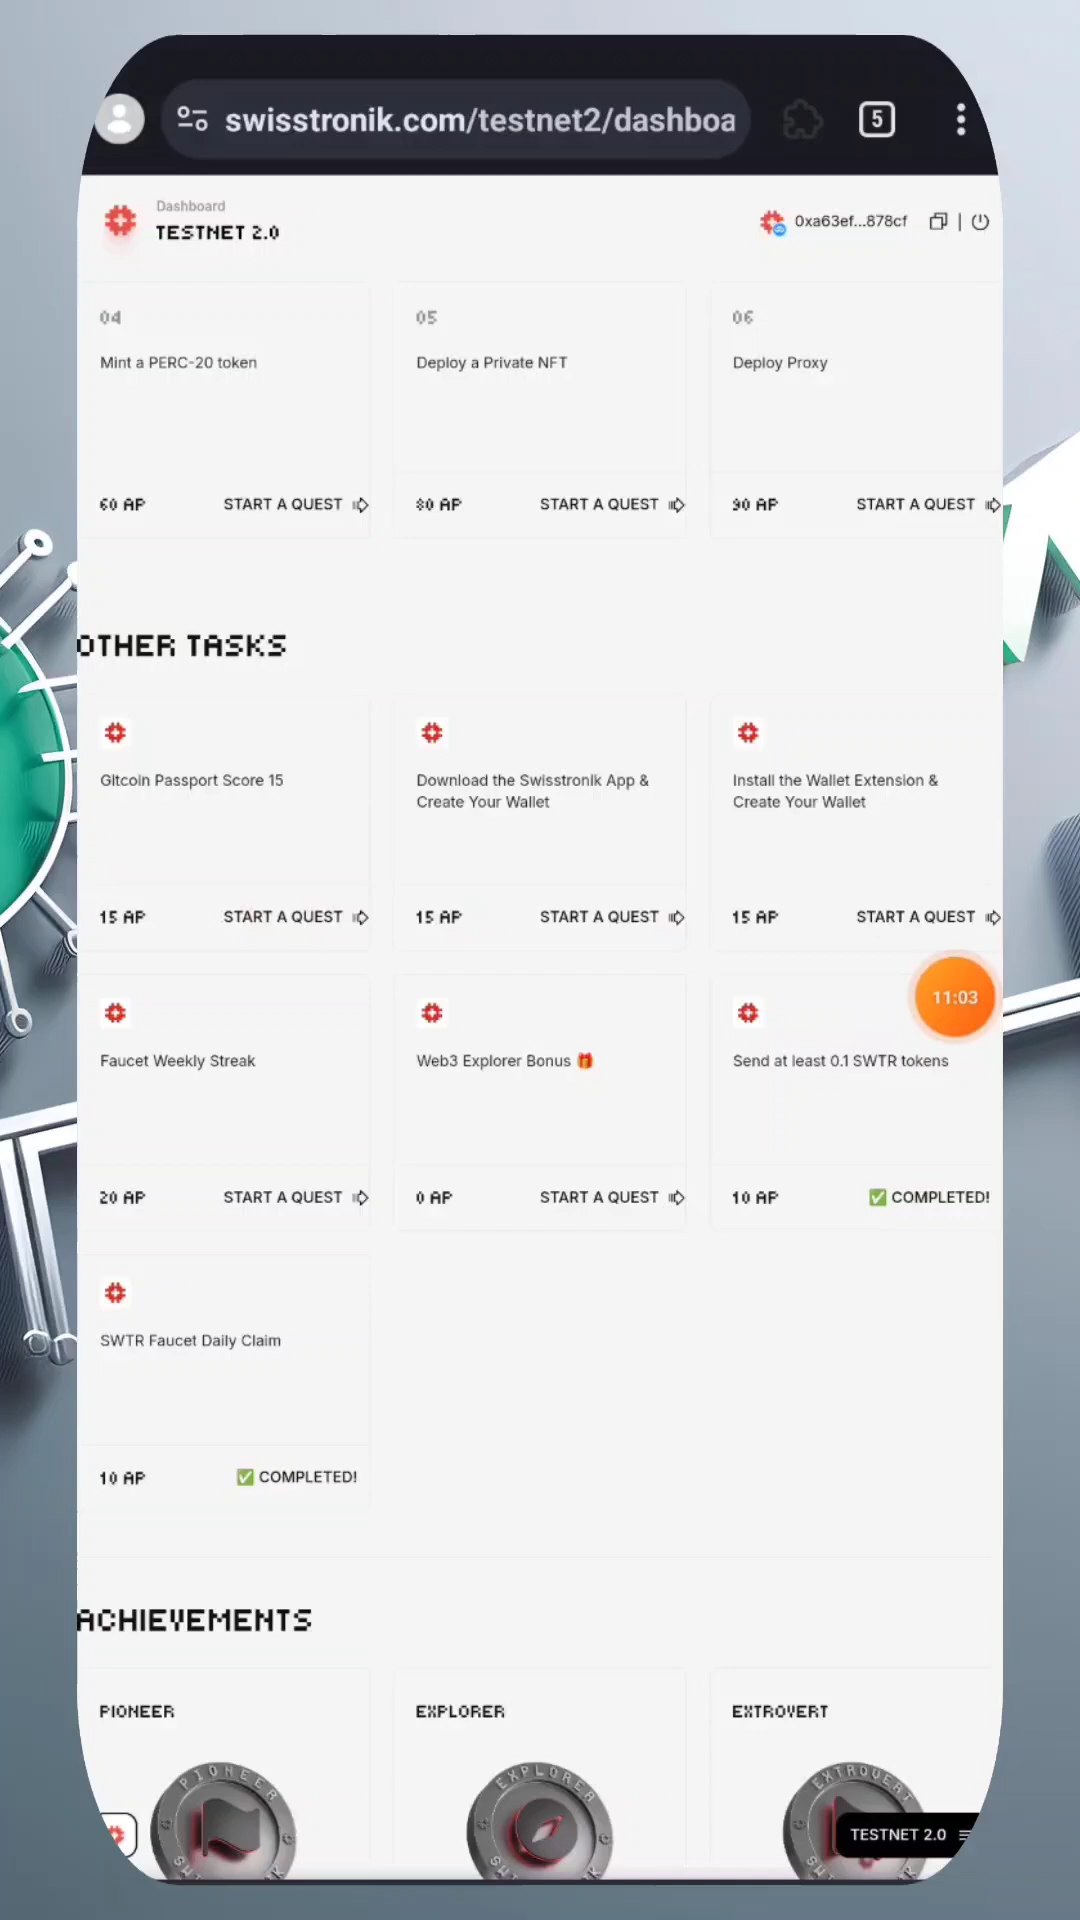 swisstronik.com/testnet2/dashboa
5
Dashboard
TESTNET 2.0
0xa63ef...878cf
04
Mint a PERC-20 token
60 AP
START A QUEST
05
Deploy a Private NFT
80 AP
START A QUEST
06
Deploy Proxy
90 AP
START A QUEST
OTHER TASKS
Gitcoin Passport Score 15
15 AP
START A QUEST
Download the Swisstronik App &
Create Your Wallet
15 AP
START A QUEST
Install the Wallet Extension &
Create Your Wallet
15 AP
START A QUEST
11:03
Faucet Weekly Streak
20 AP
START A QUEST
Web3 Explorer Bonus 🎁
0 AP
START A QUEST
Send at least 0.1 SWTR tokens
10 AP
✅ COMPLETED!
SWTR Faucet Daily Claim
10 AP
✅ COMPLETED!
ACHIEVEMENTS
PIONEER
PIONEER
EXPLORER
EXPLORER
EXTROVERT
EXTROVERT
TESTNET 2.0